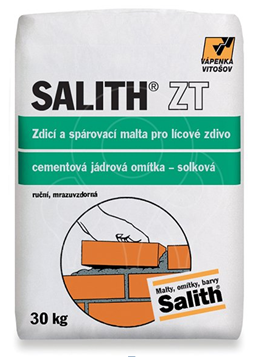 VÁPENKA
VITOŠOV
SALITH® ZT
Zdicí a spárovací malta pro lícové zdivo
cementová jádrová omítka – solková
ruční, mrazuvzdorná
Malty, omítky, barvy
Salith®
30 kg